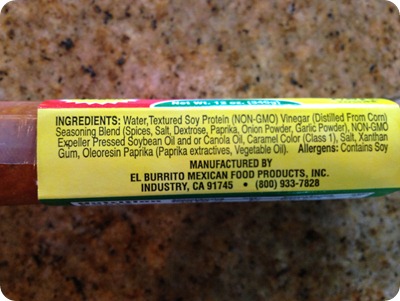 Net Wt. 12 oz. (340g)
INGREDIENTS: Water,Textured Soy Protein (NON-GMO) Vinegar (Distilled From Corn)
Seasoning Blend (Spices, Salt, Dextrose, Paprika, Onion Powder, Garlic Powder), NON-GMO
Expeller Pressed Soybean Oil and or Canola Oil, Caramel Color (Class 1), Salt, Xanthan
Gum, Oleoresin Paprika (Paprika extractives, Vegetable Oil). Allergens: Contains Soy
MANUFACTURED BY
EL BURRITO MEXICAN FOOD PRODUCTS, INC.
INDUSTRY, CA 91745 • (800) 933-7828